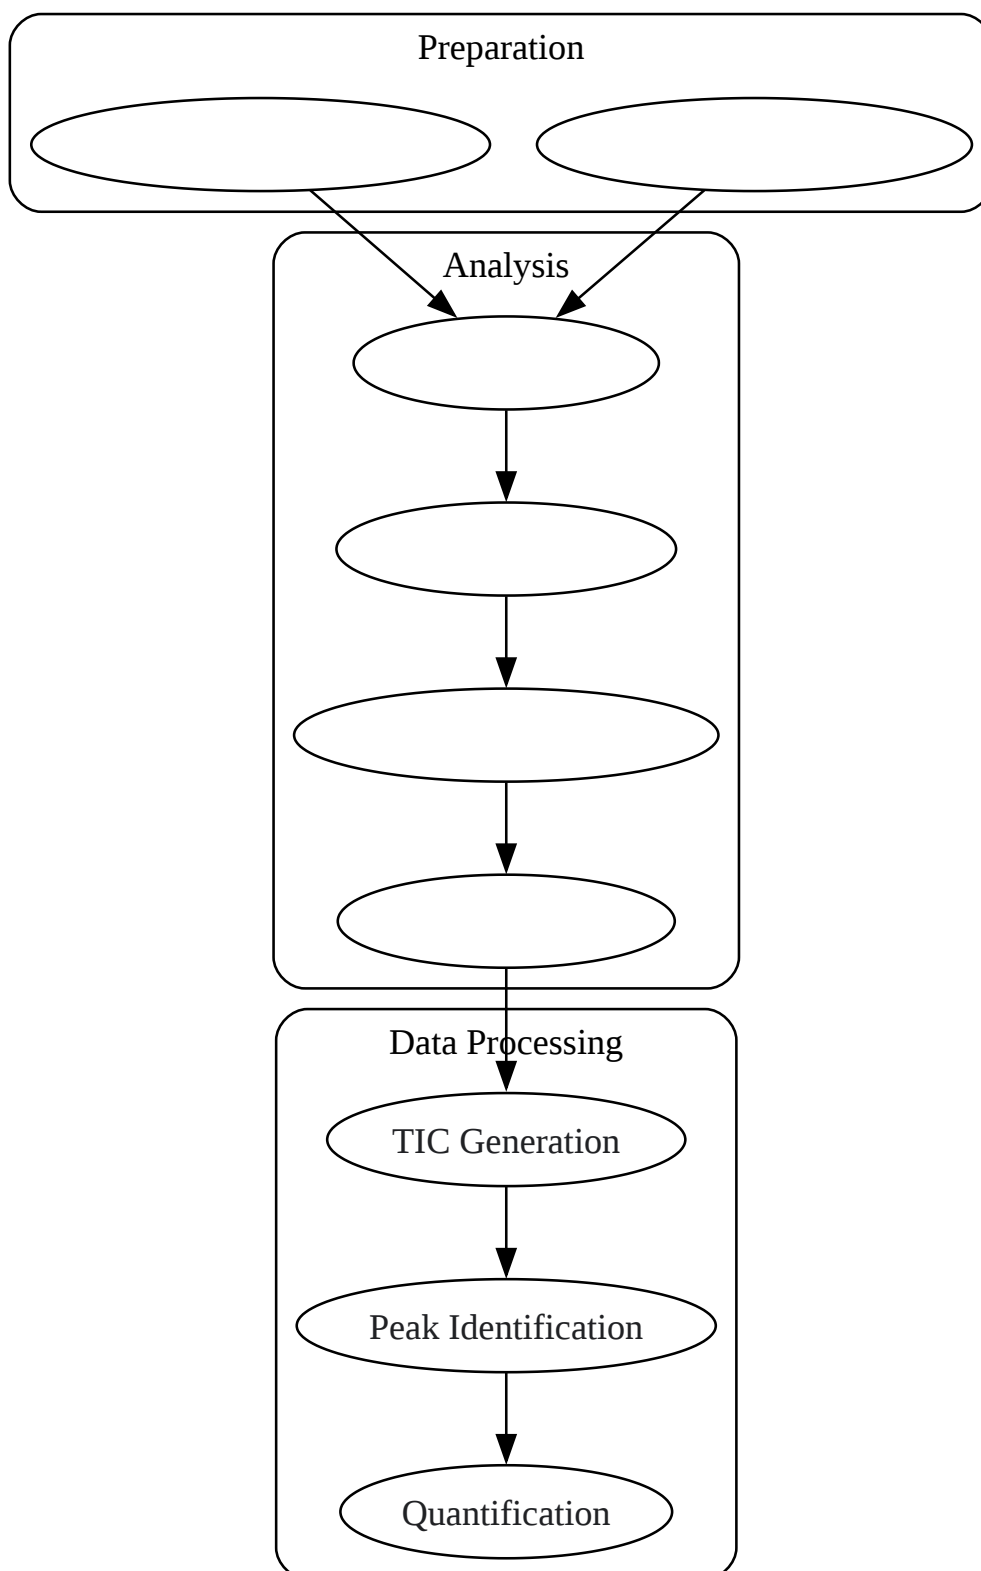 Preparation
Analysis
Data Processing
TIC Generation
Peak Identification
Quantification